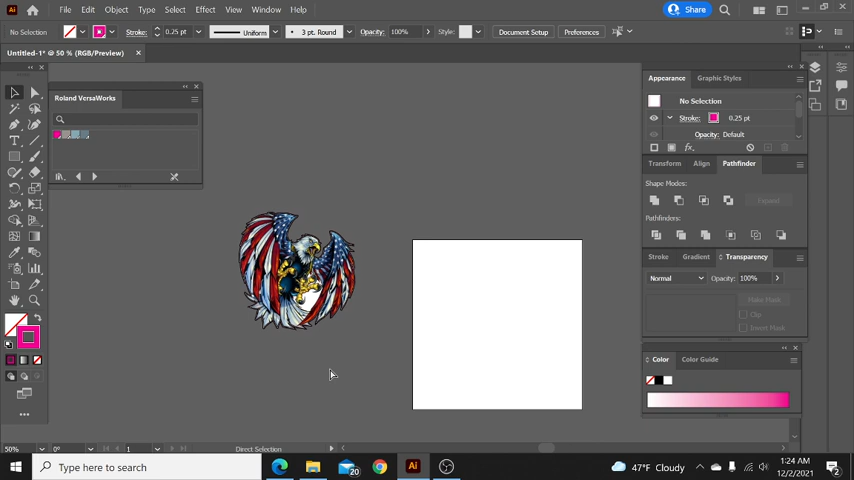 Ai File Edit Object Type Select Effect View Window Help Share
No Selection Stroke: 0.25 pt Uniform 3 pt. Round Opacity: 100% Style: Document Setup Preferences
Untitled-1* @ 50 % (RGB/Preview)
Roland VersaWorks
Appearance Graphic Styles
No Selection
Stroke: 0.25 pt
Opacity: Default
fx
Transform Align Pathfinder
Shape Modes:
Expand
Pathfinders:
Stroke Gradient Transparency
Normal Opacity: 100%
Make Mask
Clip
Invert Mask
Color Color Guide
50% 0° 1 Direct Selection
Type here to search
20
Ai
47°F Cloudy
1:24 AM
12/2/2021
2